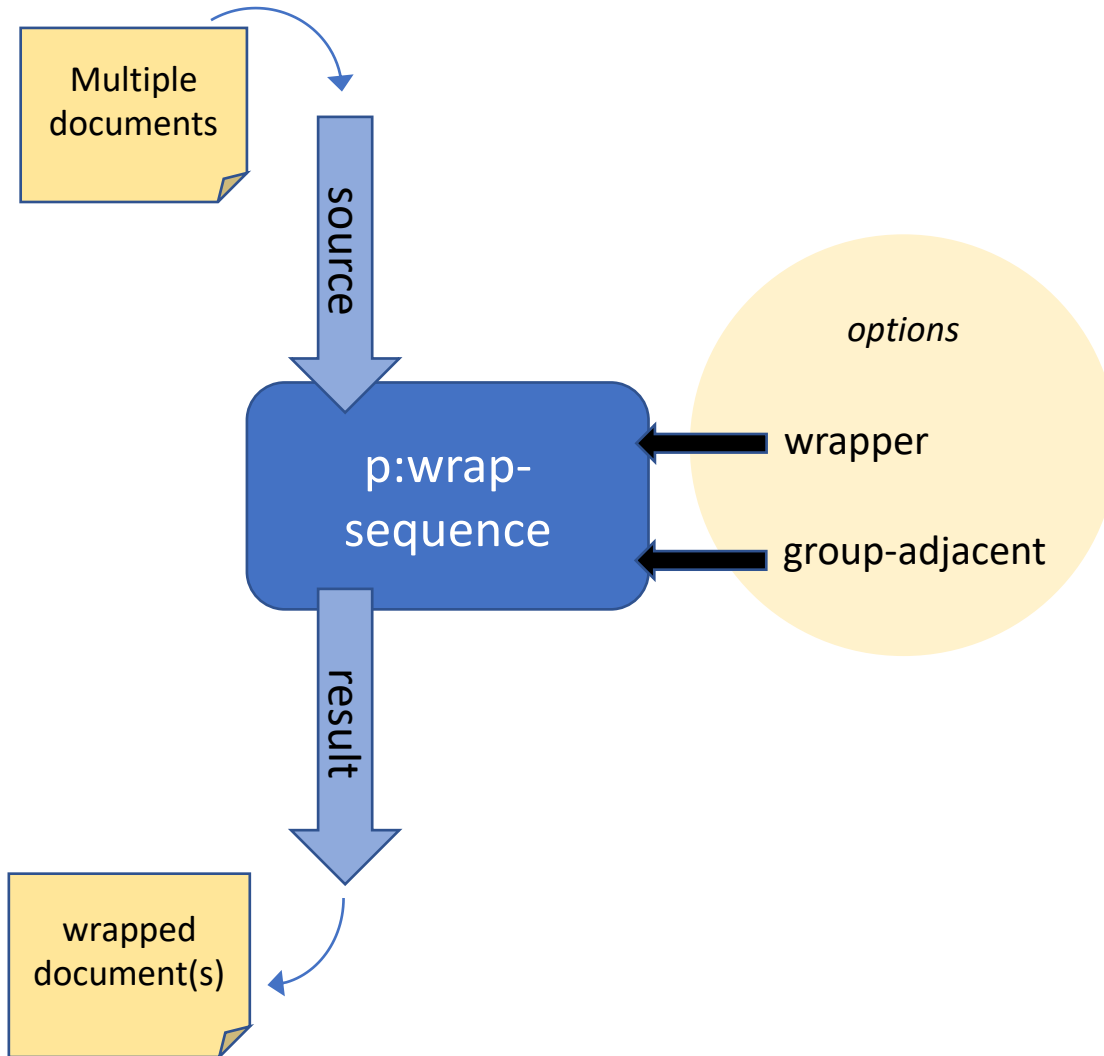 Multiple
documents
source
options
wrapper
p:wrap-
sequence
group-adjacent
result
wrapped
document(s)